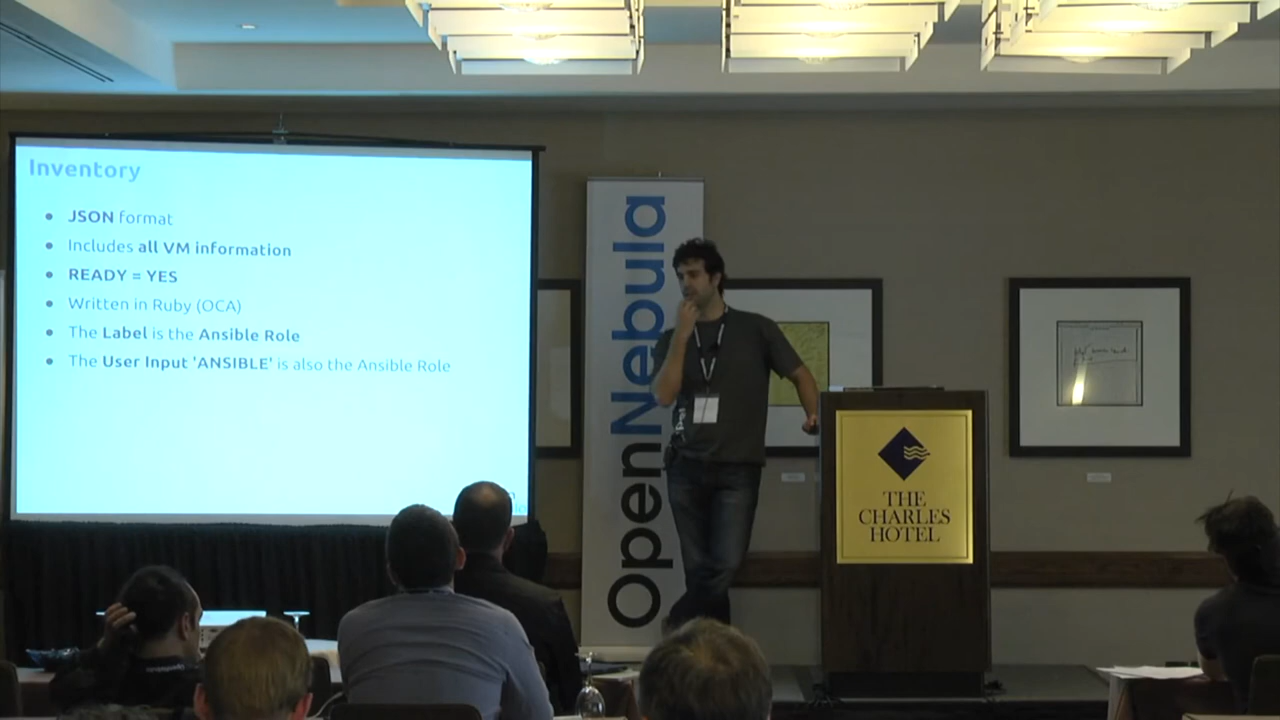 Inventory
JSON format
Includes all VM information
READY = YES
Written in Ruby (OCA)
The Label is the Ansible Role
The User Input 'ANSIBLE' is also the Ansible Role
OpenNebula
THE
CHARLES
HOTEL